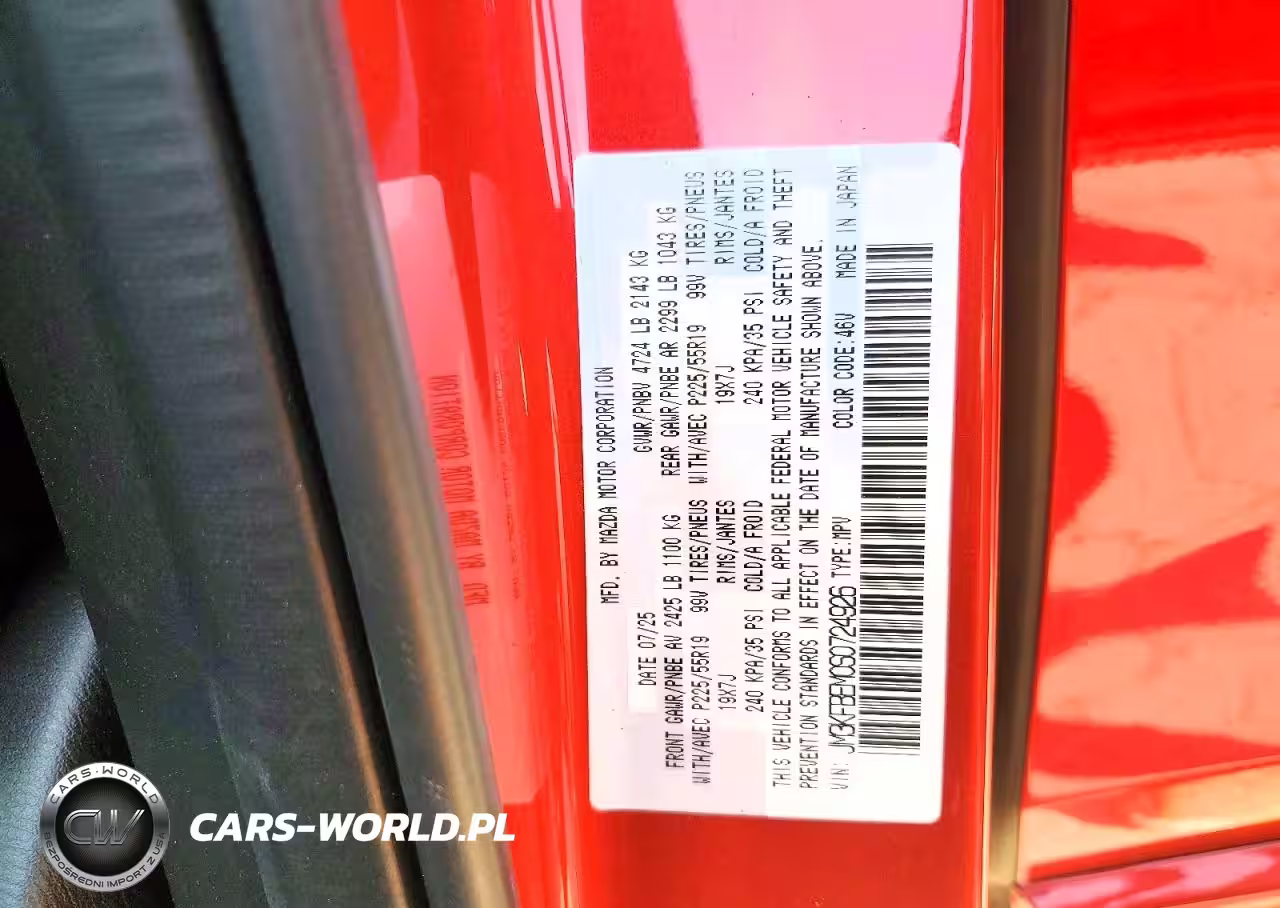 MFD. BY MAZDA MOTOR CORPORATION
DATE 07/25 GVWR/PNBV 4724 LB 2143 KG
FRONT GAWR/PNBE AV 2425 LB 1100 KG REAR GAWR/PNBE AR 2299 LB 1043 KG
WITH/AVEC P225/55R19 99V TIRES/PNEUS WITH/AVEC P225/55R19 99V TIRES/PNEUS
19X7J RIMS/JANTES 19X7J RIMS/JANTES
240 KPA/35 PSI COLD/A FROID 240 KPA/35 PSI COLD/A FROID
THIS VEHICLE CONFORMS TO ALL APPLICABLE FEDERAL MOTOR VEHICLE SAFETY AND THEFT
PREVENTION STANDARDS IN EFFECT ON THE DATE OF MANUFACTURE SHOWN ABOVE.
VIN: JM3KFBEM0S0724926 TYPE:MPV COLOR CODE:46V MADE IN JAPAN
CARS-WORLD
CW
BEZPOŚREDNI IMPORT Z USA
CARS-WORLD.PL